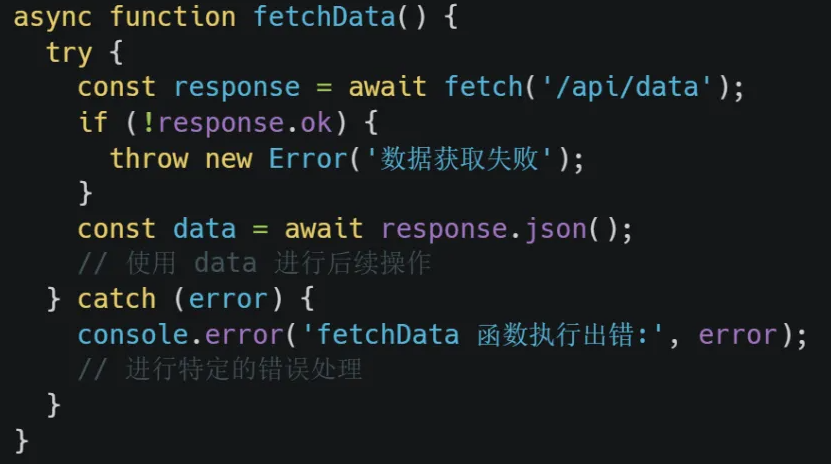 async function fetchData() {
  try {
    const response = await fetch('/api/data');
    if (!response.ok) {
      throw new Error('数据获取失败');
    }
    const data = await response.json();
    // 使用 data 进行后续操作
  } catch (error) {
    console.error('fetchData 函数执行出错:', error);
    // 进行特定的错误处理
  }
}